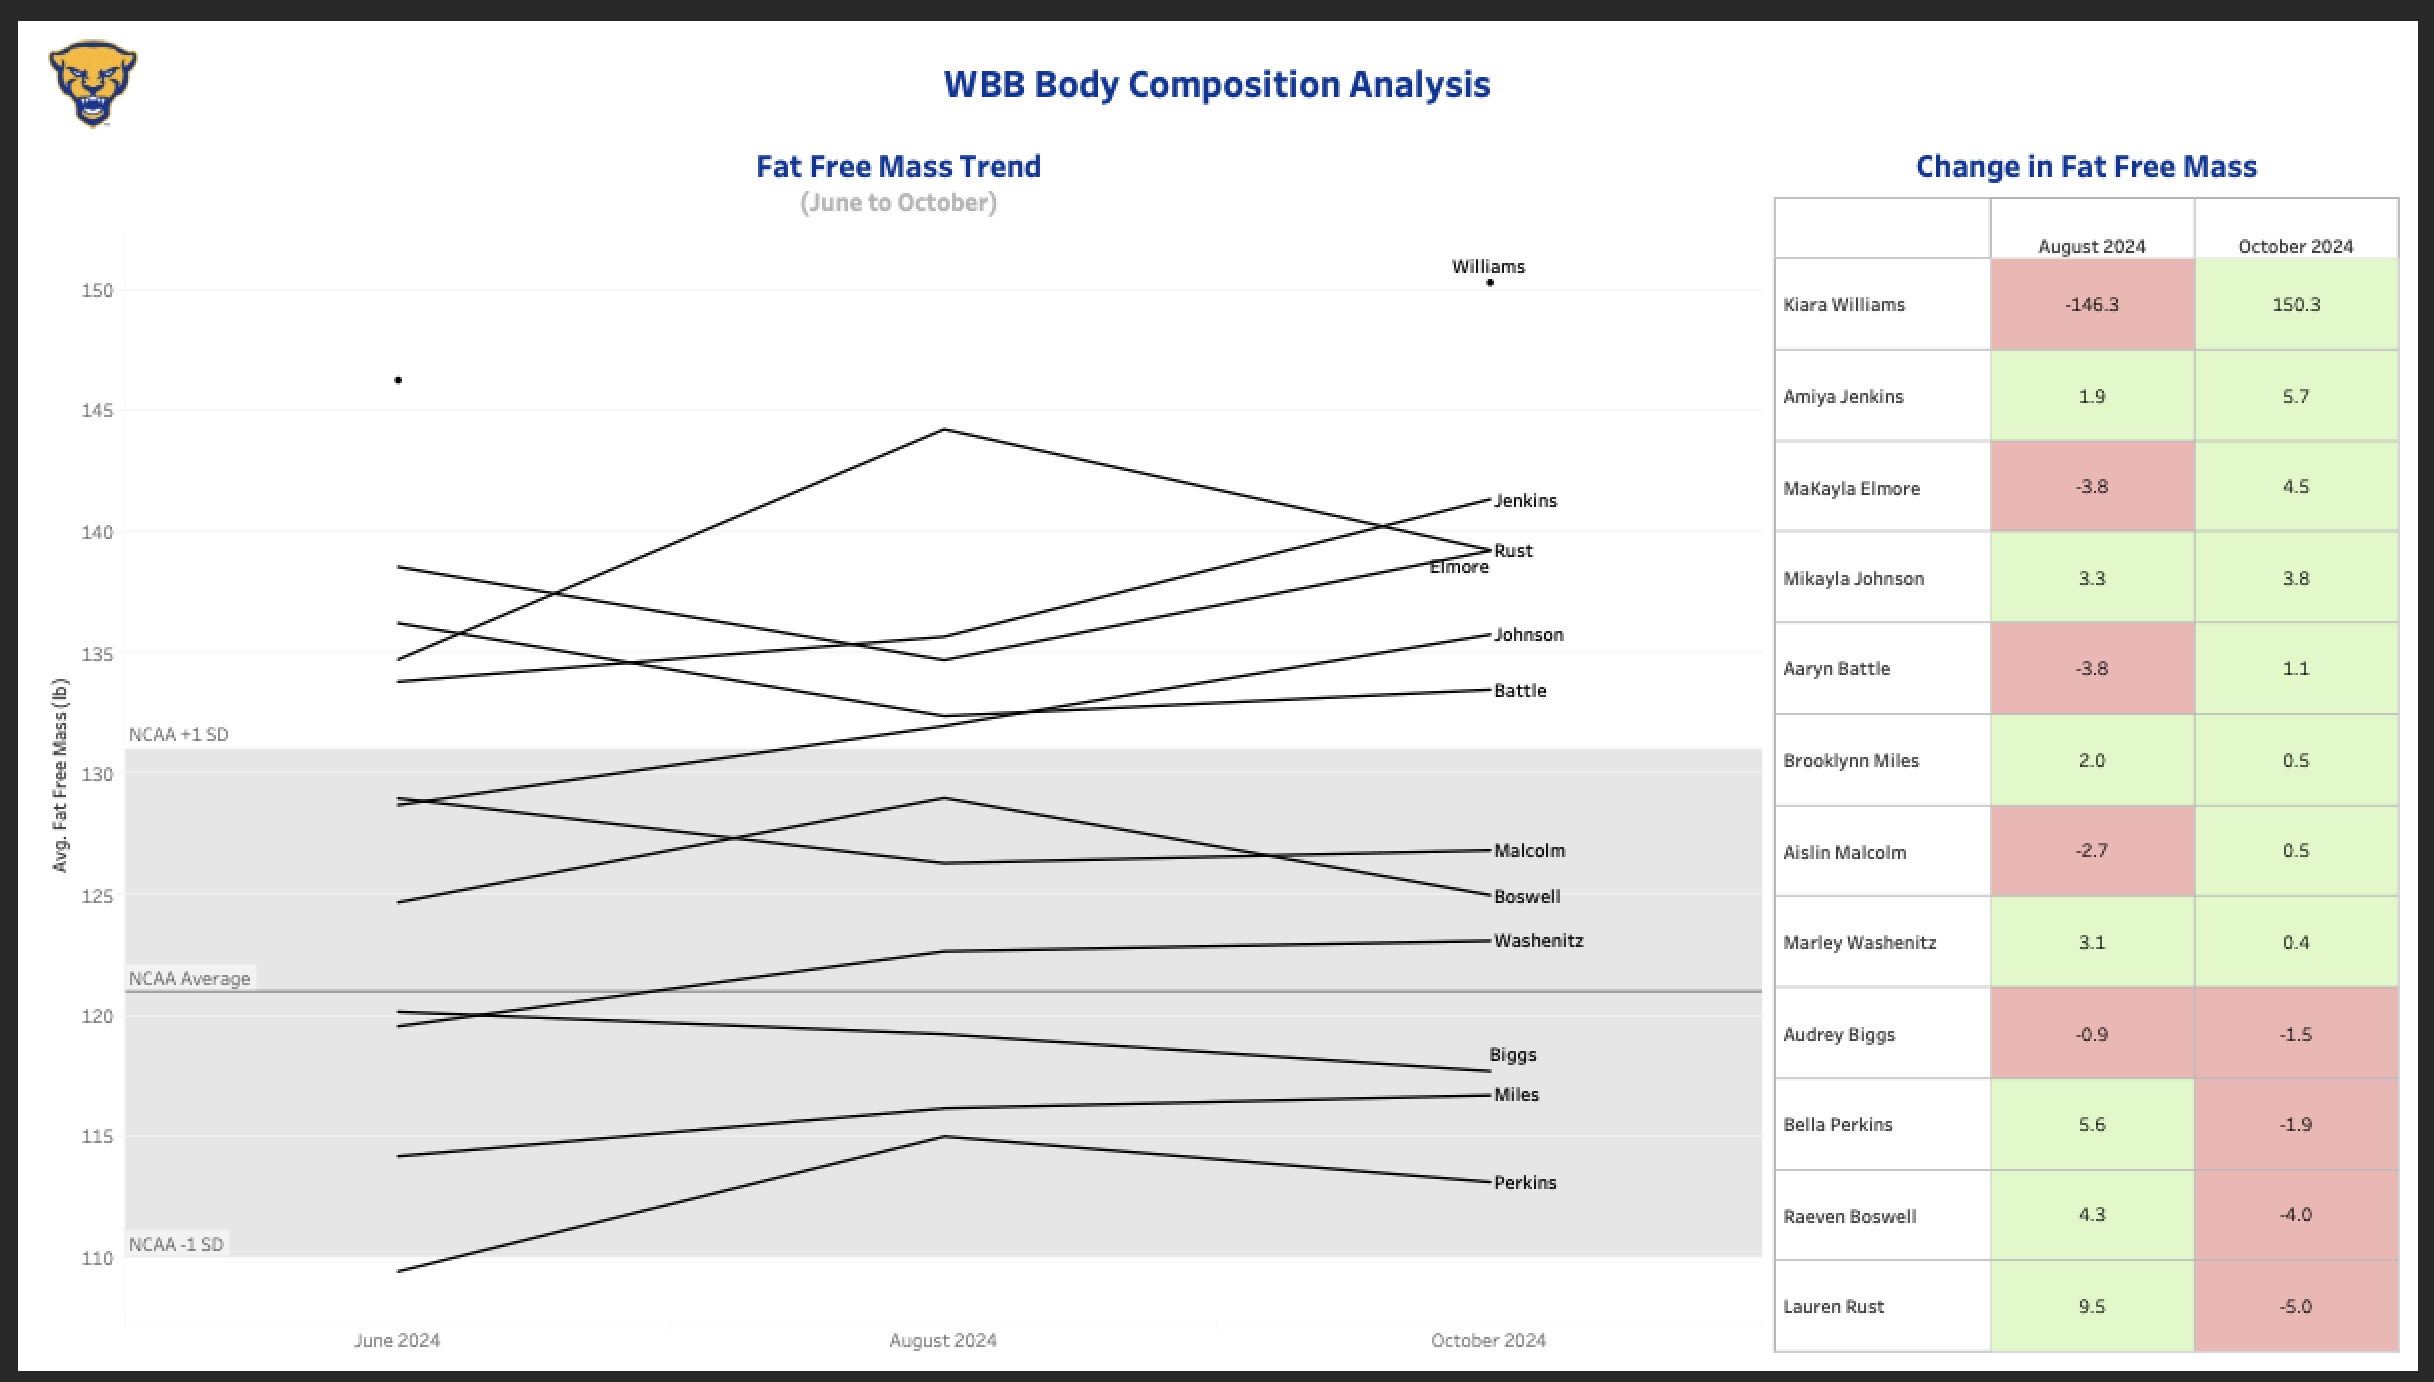 WBB Body Composition Analysis
Fat Free Mass Trend
(June to October)
Avg. Fat Free Mass (lb)
150
145
140
135
130
125
120
115
110
NCAA +1 SD
NCAA Average
NCAA -1 SD
Williams
Jenkins
Rust
Elmore
Johnson
Battle
Malcolm
Boswell
Washenitz
Biggs
Miles
Perkins
June 2024 August 2024 October 2024
Change in Fat Free Mass
August 2024 October 2024
Kiara Williams -146.3 150.3
Amiya Jenkins 1.9 5.7
MaKayla Elmore -3.8 4.5
Mikayla Johnson 3.3 3.8
Aaryn Battle -3.8 1.1
Brooklynn Miles 2.0 0.5
Aislin Malcolm -2.7 0.5
Marley Washenitz 3.1 0.4
Audrey Biggs -0.9 -1.5
Bella Perkins 5.6 -1.9
Raeven Boswell 4.3 -4.0
Lauren Rust 9.5 -5.0